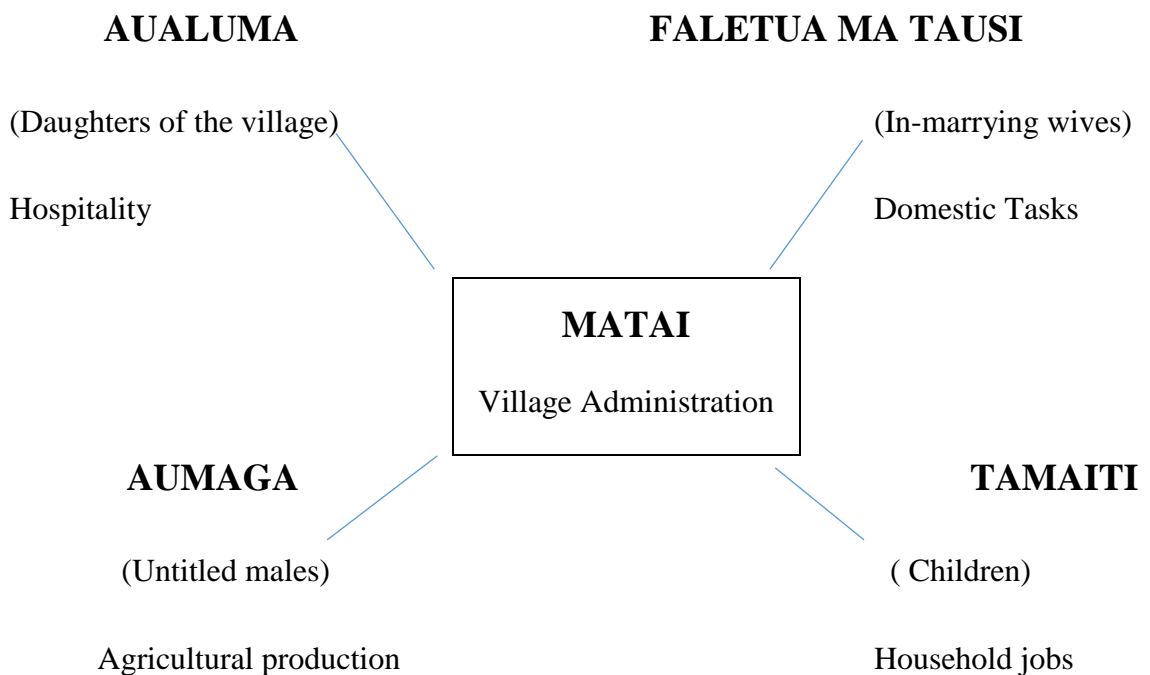 AUALUMA
(Daughters of the village)
Hospitality
FALETUA MA TAUSI
(In-marrying wives)
Domestic Tasks
MATAI
Village Administration
AUMAGA
(Untitled males)
Agricultural production
TAMAITI
( Children)
Household jobs